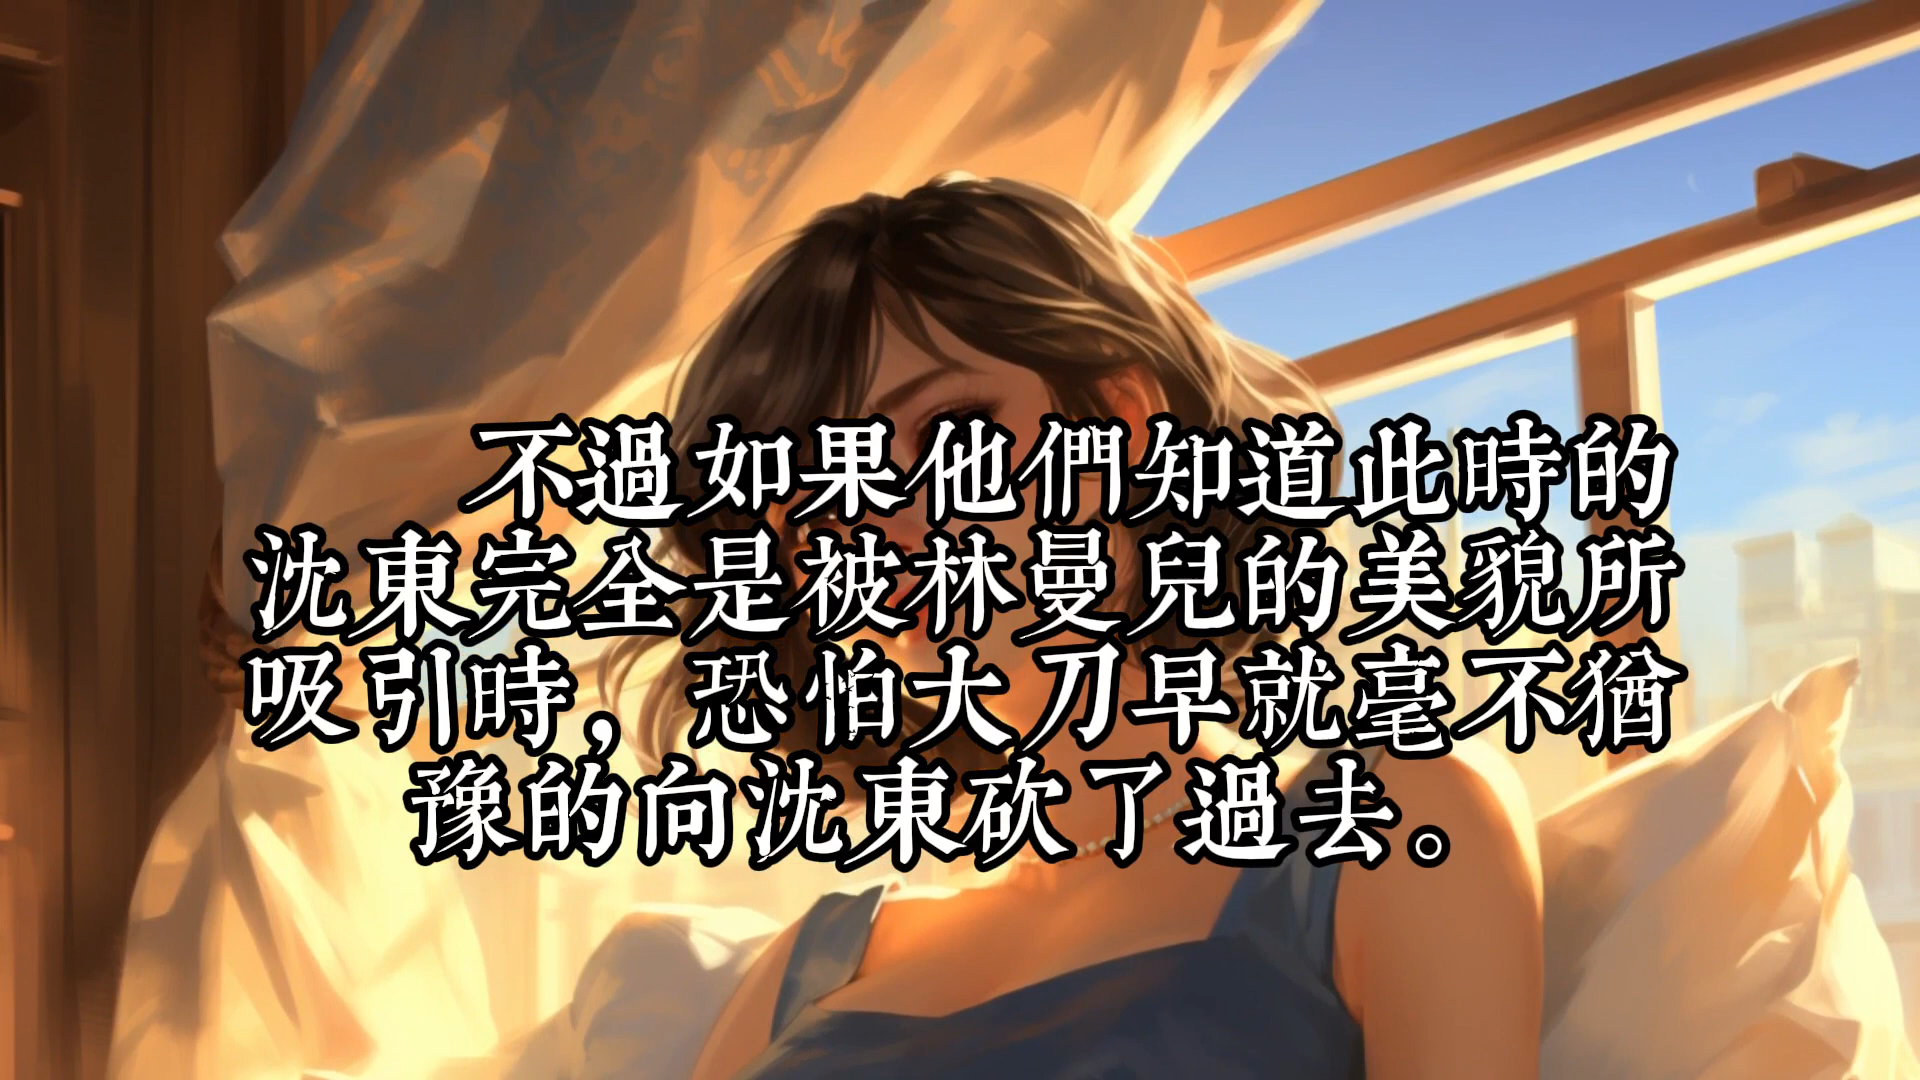 不過如果他們知道此時的
沈東完全是被林曼兒的美貌所
吸引時，恐怕大刀早就毫不猶
豫的向沈東砍了過去。